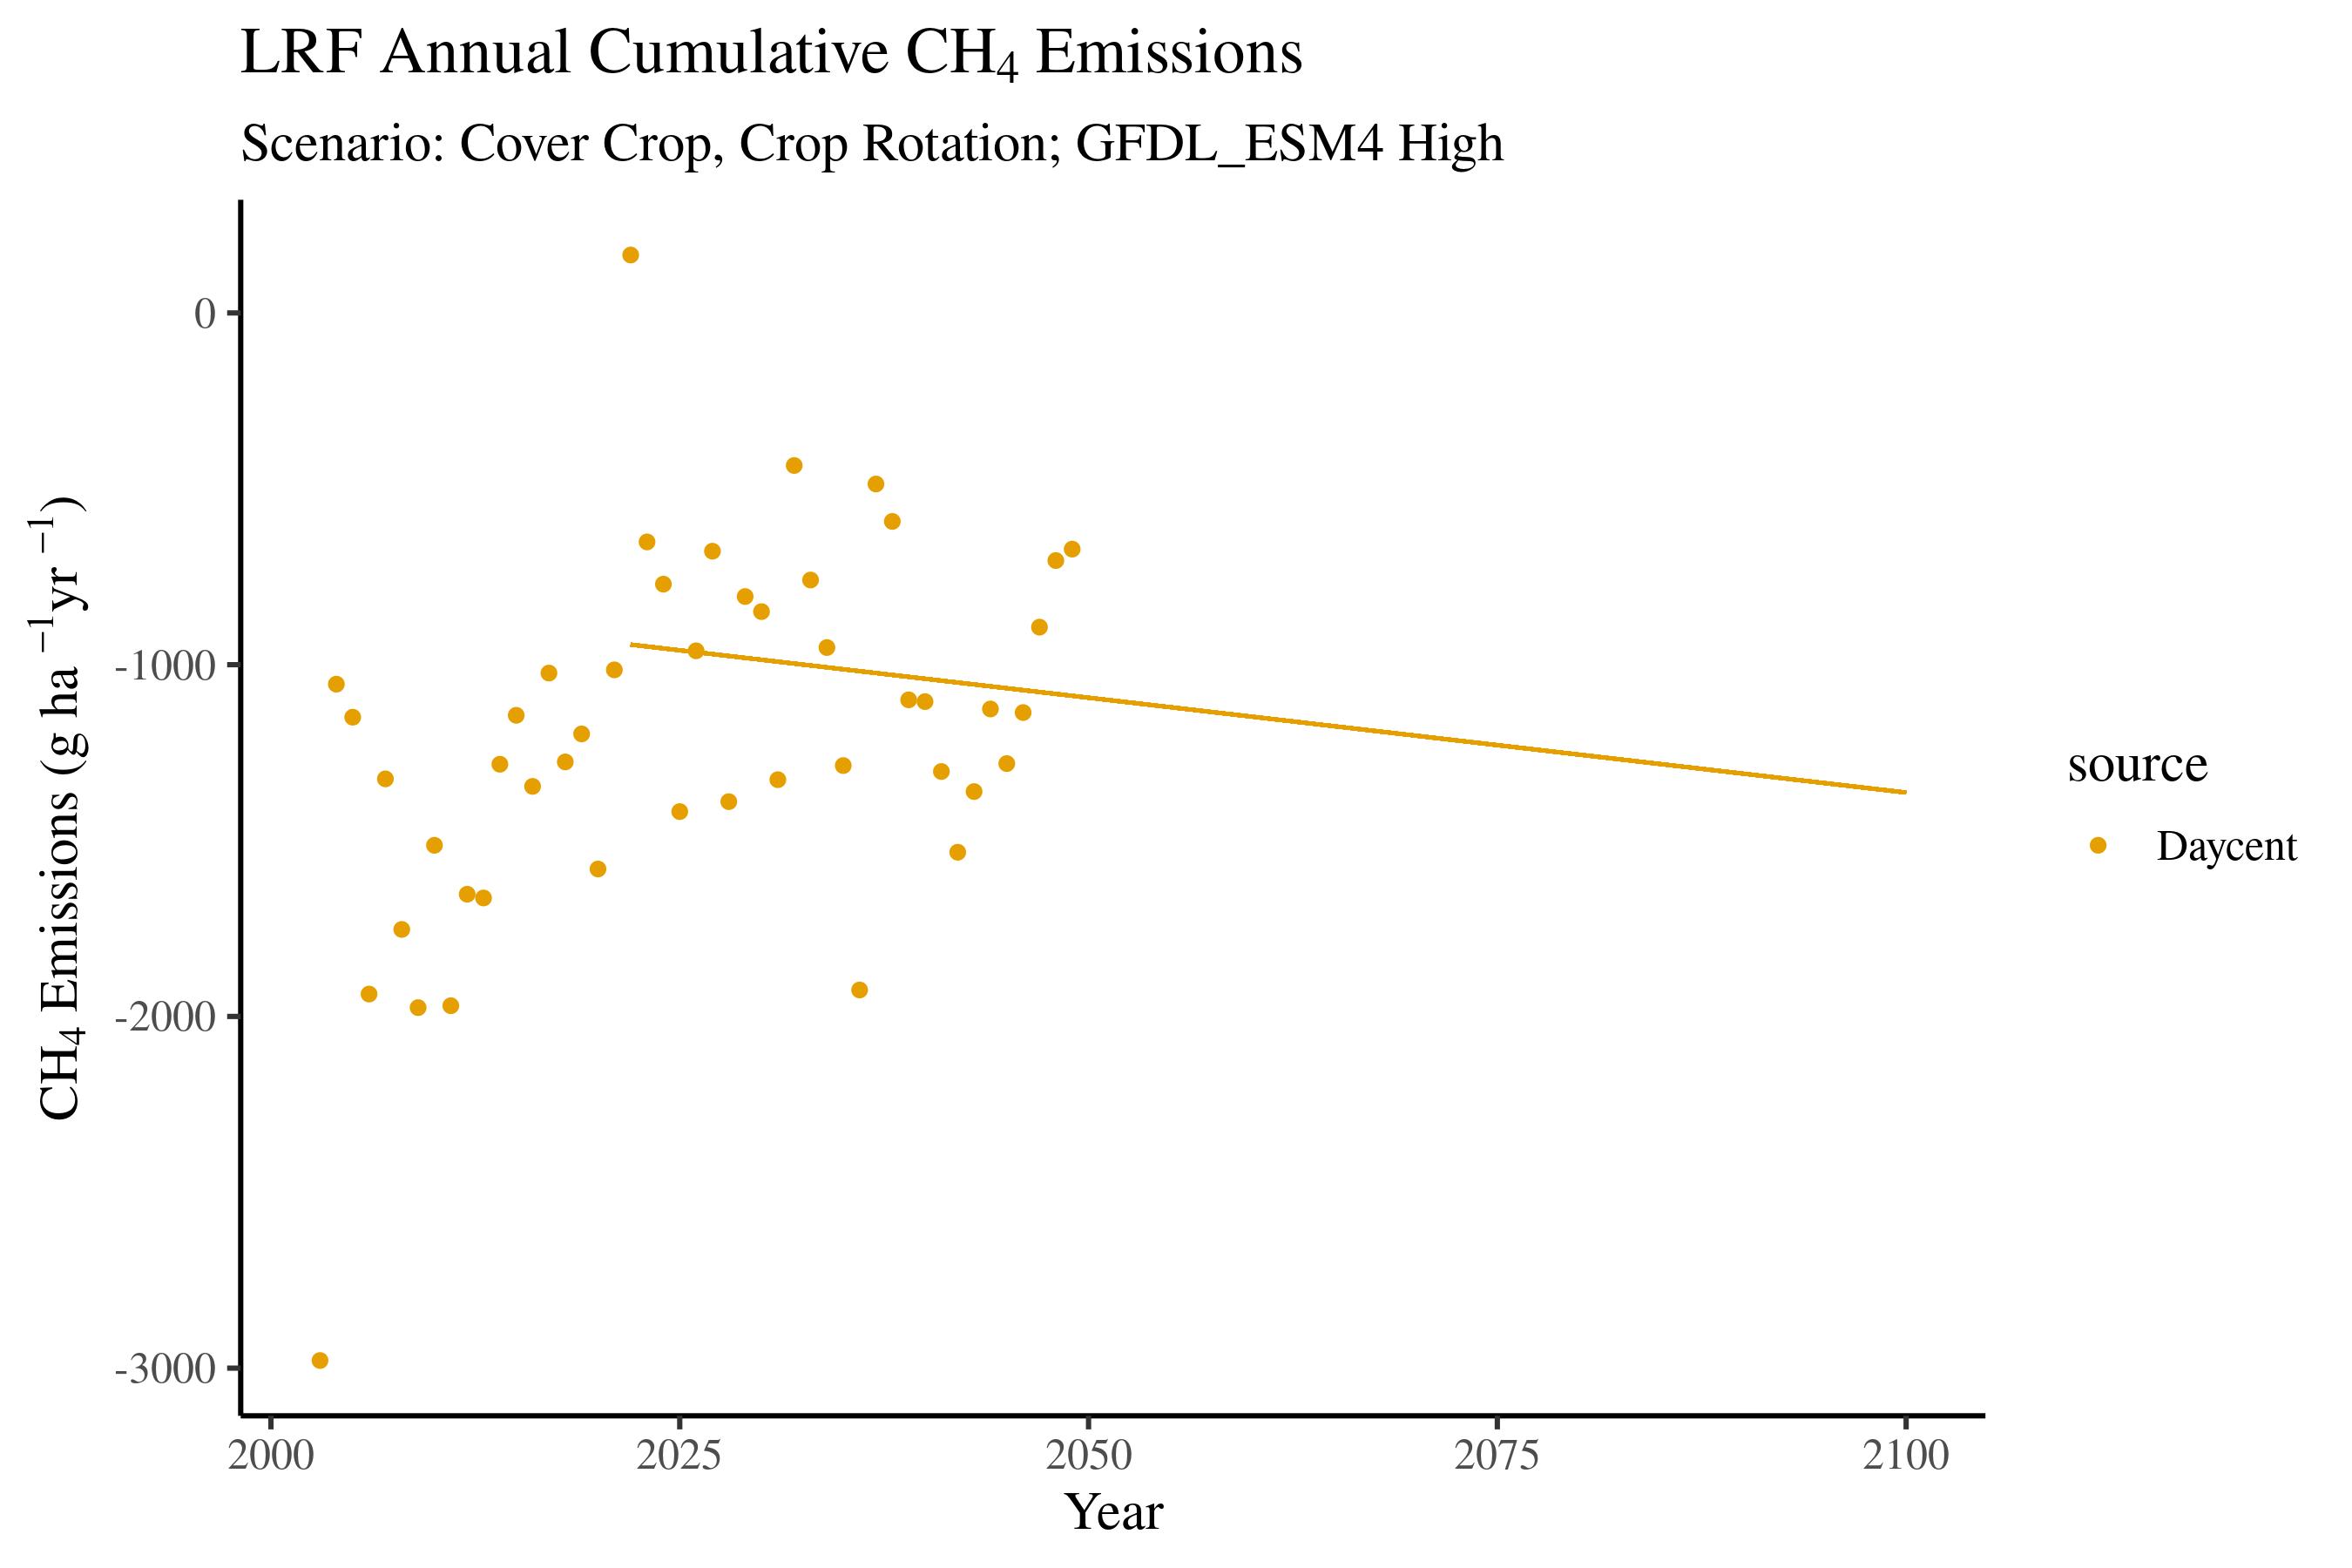 LRF Annual Cumulative CH₄ Emissions
Scenario: Cover Crop, Crop Rotation; GFDL_ESM4 High
CH₄ Emissions (g ha⁻¹yr⁻¹)
0
-1000
-2000
-3000
2000 2025 2050 2075 2100
Year
source
Daycent